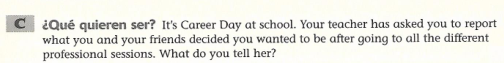 C ¿Qué quieren ser? It's Career Day at school. Your teacher has asked you to report
what you and your friends decided you wanted to be after going to all the different
professional sessions. What do you tell her?